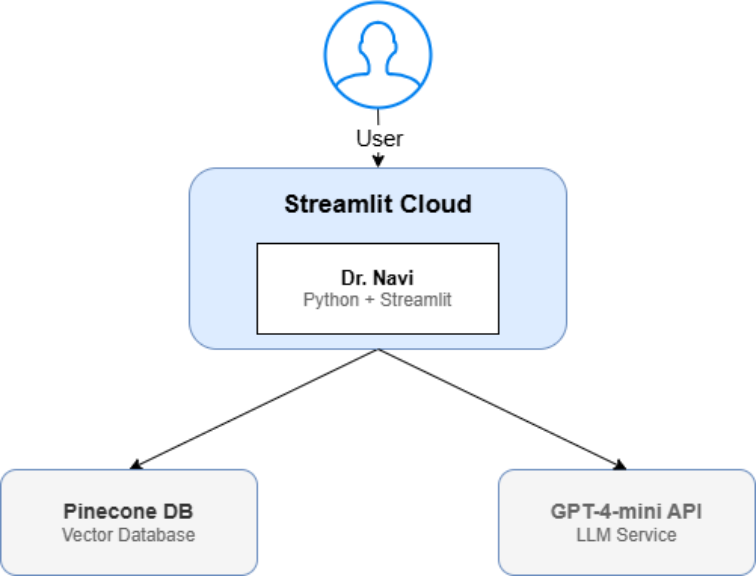 User
Streamlit Cloud
Dr. Navi
Python + Streamlit
Pinecone DB
Vector Database
GPT-4-mini API
LLM Service